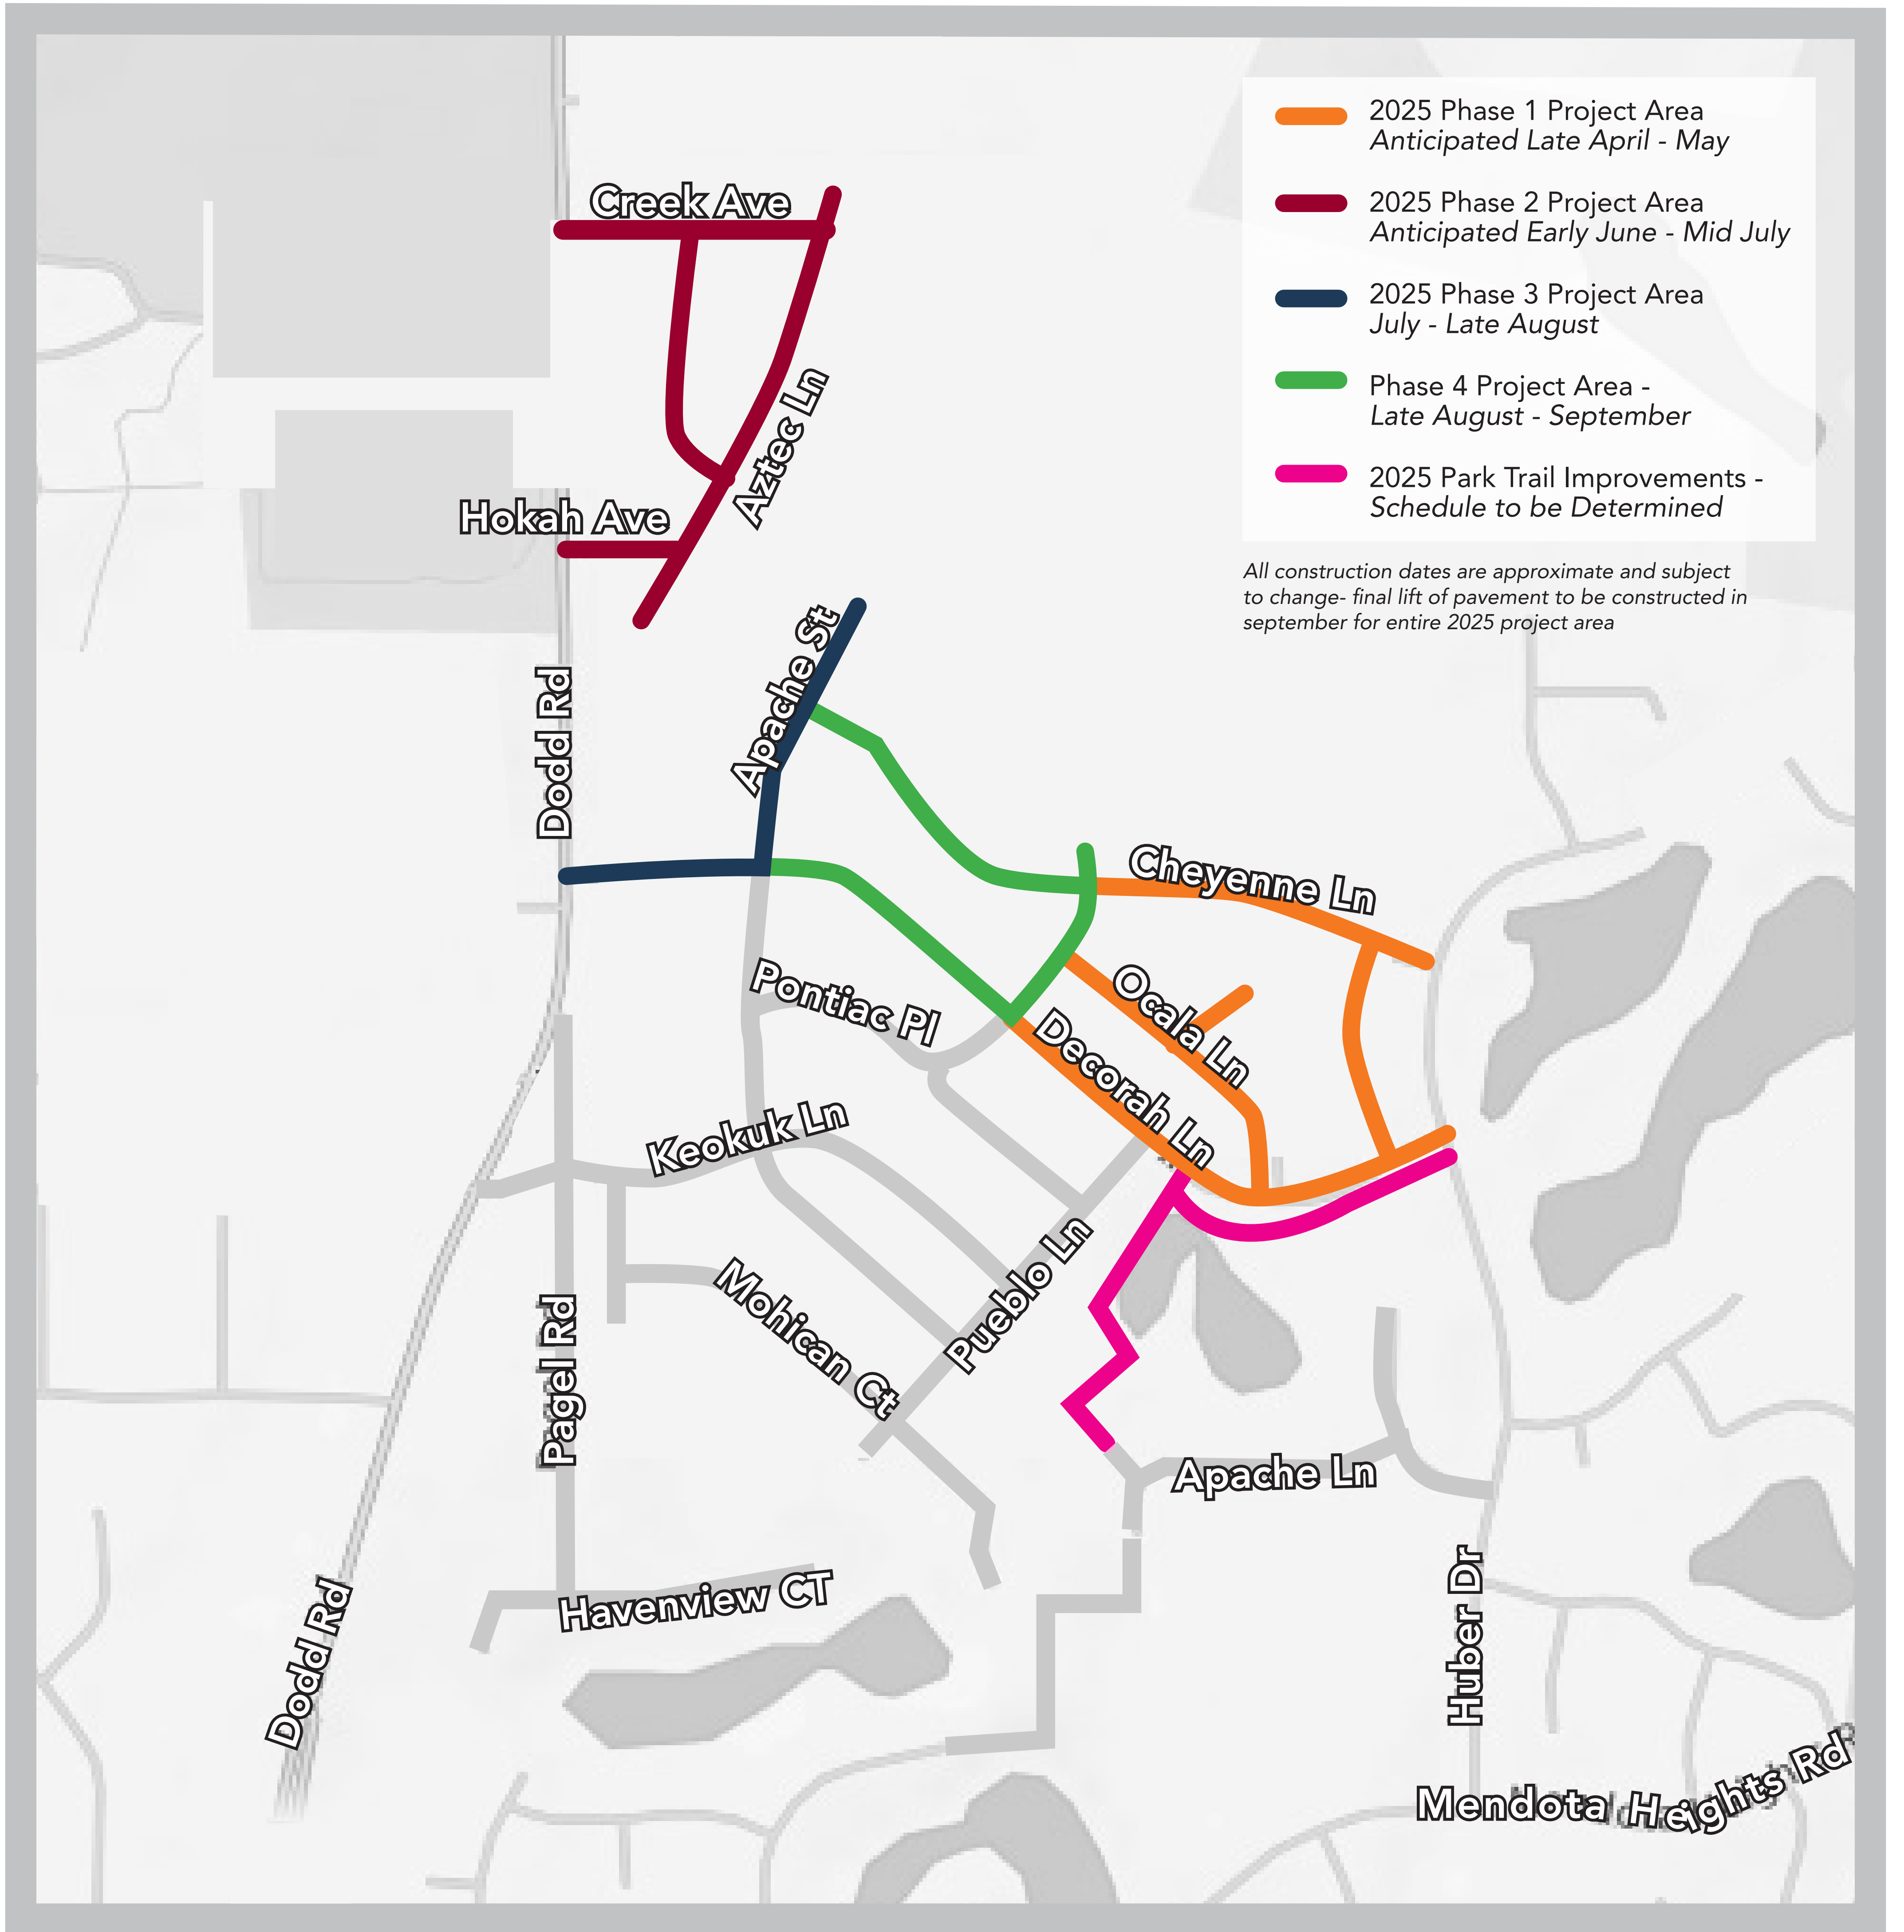 2025 Phase 1 Project Area
Anticipated Late April - May
2025 Phase 2 Project Area
Anticipated Early June - Mid July
2025 Phase 3 Project Area
July - Late August
Phase 4 Project Area -
Late August - September
2025 Park Trail Improvements -
Schedule to be Determined
All construction dates are approximate and subject
to change- final lift of pavement to be constructed in
september for entire 2025 project area
Creek Ave
Aztec Ln
Hokah Ave
Apache St
Dodd Rd
Cheyenne Ln
Ocala Ln
Pontiac Pl
Decorah Ln
Keokuk Ln
Pueblo Ln
Mohican Ct
Pagel Rd
Apache Ln
Havenview CT
Dodd Rd
Huber Dr
Mendota Heights Rd